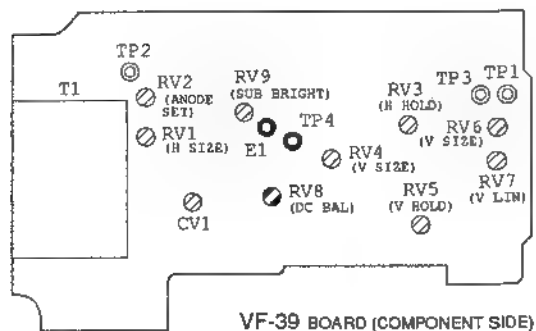 TP2
T1
RV2
(ANODE
SET)
RV9
(SUB BRIGHT)
RV3
(H HOLD)
TP3
TP1
RV1
(H SIZE)
E1
TP4
RV6
(V SIZE)
RV4
(V SIZE)
RV7
(V LIN)
RV8
(DC BAL)
RV5
(V HOLD)
CV1
VF-39 BOARD (COMPONENT SIDE)